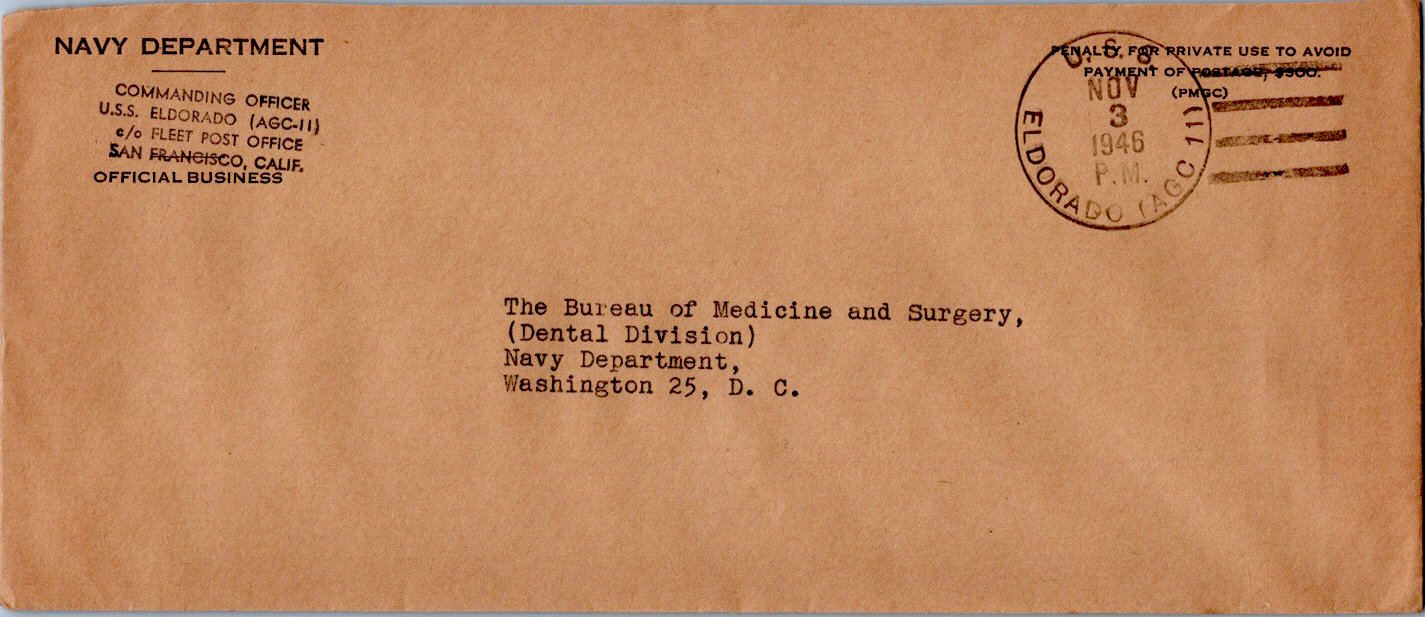 NAVY DEPARTMENT
COMMANDING OFFICER
U.S.S. ELDORADO (AGC-11)
c/o FLEET POST OFFICE
SAN FRANCISCO, CALIF.
OFFICIAL BUSINESS
PENALTY FOR PRIVATE USE TO AVOID
PAYMENT OF POSTAGE, $300.
(PMGC)
U. S. S.
NOV
3
1946
P.M.
ELDORADO (AGC 11)
The Bureau of Medicine and Surgery,
(Dental Division)
Navy Department,
Washington 25, D. C.